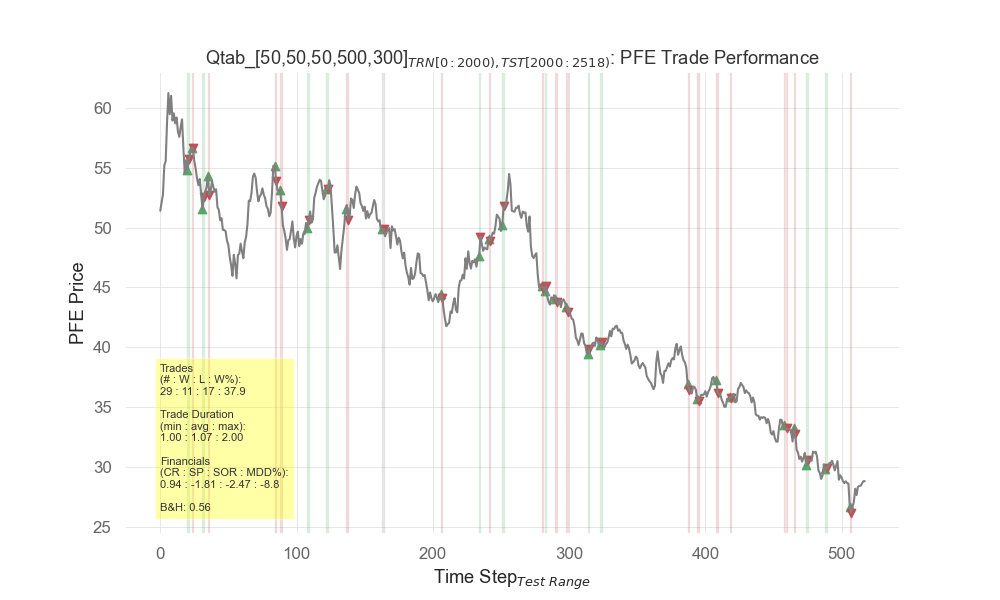 Qtab_[50,50,50,500,300]TRN[0:2000),TST[2000:2518): PFE Trade Performance
PFE Price
60
55
50
45
40
35
30
25
Trades
(# : W : L : W%):
29 : 11 : 17 : 37.9
Trade Duration
(min : avg : max):
1.00 : 1.07 : 2.00
Financials
(CR : SP : SOR : MDD%):
0.94 : -1.81 : -2.47 : -8.8
B&H: 0.56
0 100 200 300 400 500
Time StepTest Range